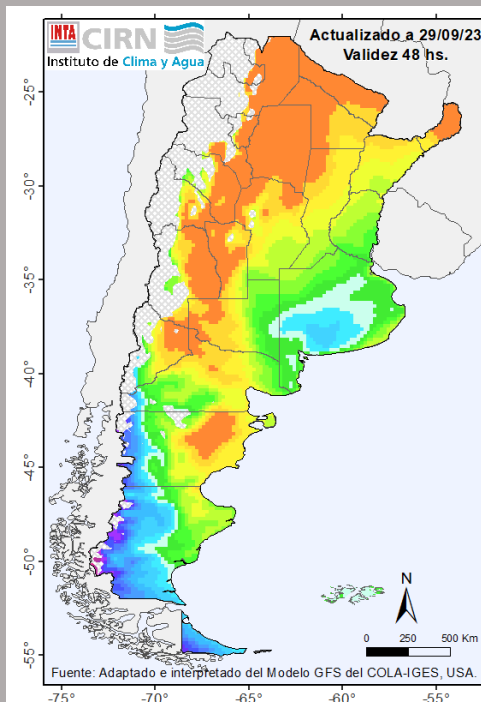 INTA CIRN
Instituto de Clima y Agua
Actualizado a 29/09/23
Validez 48 hs.
-25°
-30°
-35°
-40°
-45°
-50°
-55°
N
0 250 500 Km
Fuente: Adaptado e interpretado del Modelo GFS del COLA-IGES, USA.
-75° -70° -65° -60° -55°